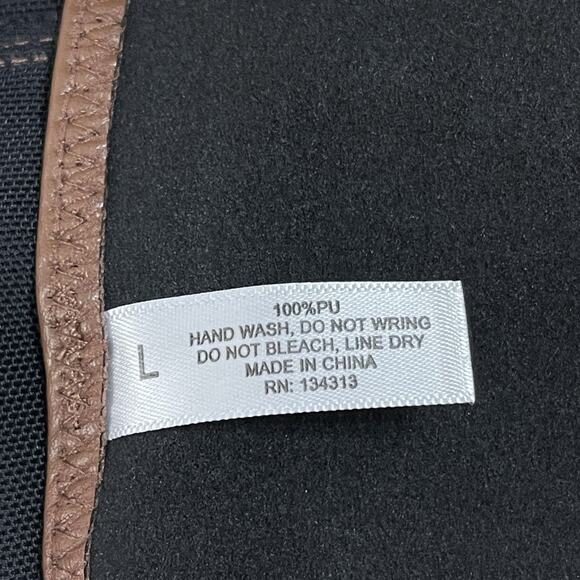 L
100%PU
HAND WASH, DO NOT WRING
DO NOT BLEACH, LINE DRY
MADE IN CHINA
RN: 134313